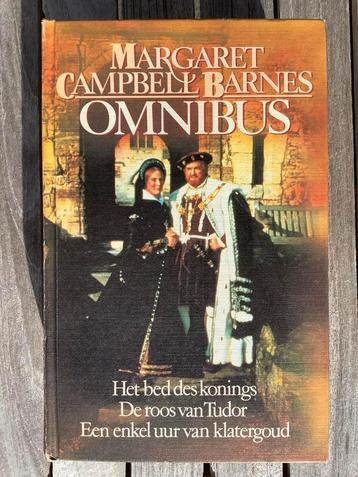 MARGARET
CAMPBELL BARNES
OMNIBUS
Het bed des konings
De roos van Tudor
Een enkel uur van klatergoud